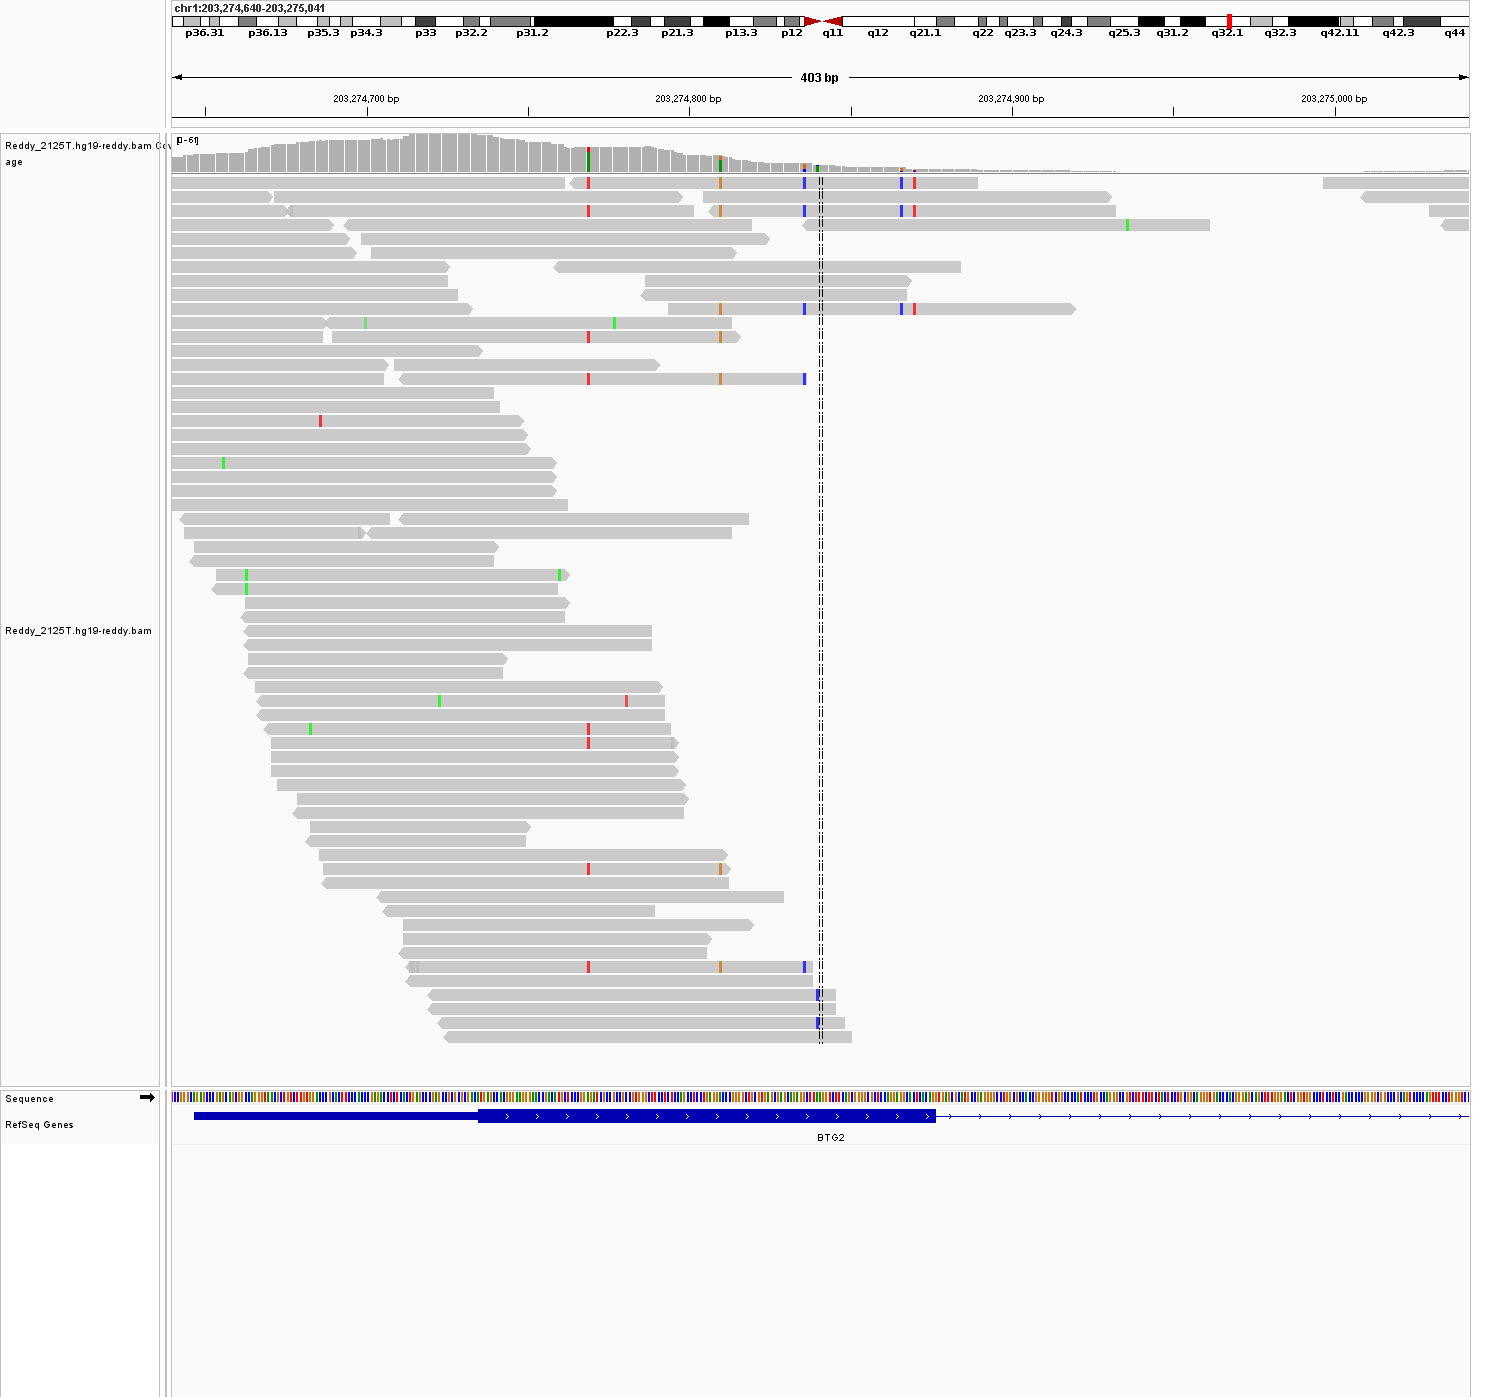 chr1:203,274,640-203,275,041
p36.31 p36.13 p35.3 p34.3 p33 p32.2 p31.2 p22.3 p21.3 p13.3 p12 q11 q12 q21.1 q22 q23.3 q24.3 q25.3 q31.2 q32.1 q32.3 q42.11 q42.3 q44
403 bp
203,274,700 bp 203,274,800 bp 203,274,900 bp 203,275,000 bp
[0-61]
Reddy_2125T.hg19-reddy.bam Cov
age
Reddy_2125T.hg19-reddy.bam
Sequence
RefSeq Genes
BTG2